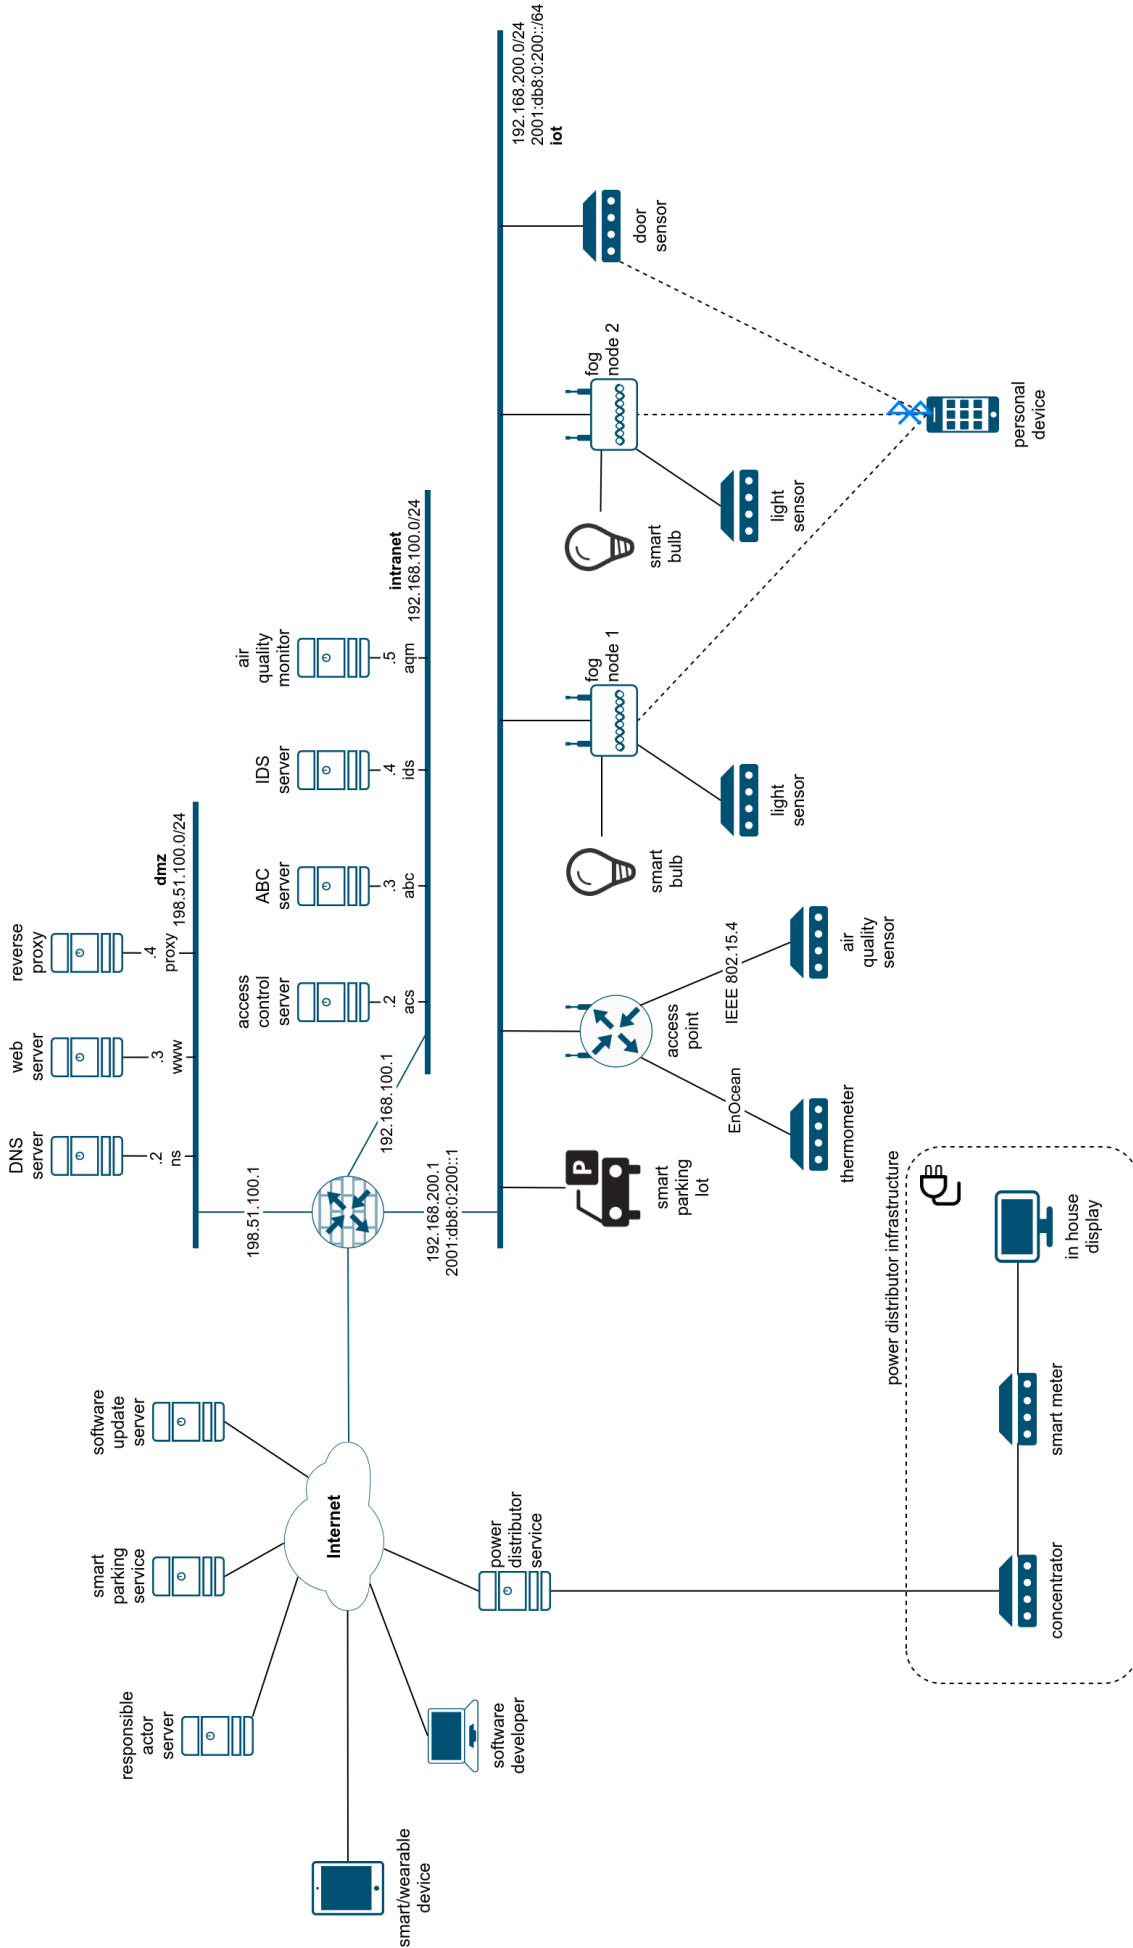 smart/wearable
device
responsible
actor
server
smart
parking
service
software
update
server
Internet
software
developer
power
distributor
service
198.51.100.1
192.168.100.1
192.168.200.1
2001:db8:0:200::1
DNS
server
.2
ns
web
server
.3
www
reverse
proxy
.4
proxy
dmz
198.51.100.0/24
access
control
server
.2
acs
ABC
server
.3
abc
IDS
server
.4
ids
air
quality
monitor
.5
aqm
intranet
192.168.100.0/24
192.168.200.0/24
2001:db8:0:200::/64
iot
P
smart
parking
lot
access
point
EnOcean
IEEE 802.15.4
thermometer
air
quality
sensor
smart
bulb
fog
node 1
light
sensor
smart
bulb
fog
node 2
light
sensor
door
sensor
personal
device
power distributor infrastructure
concentrator
smart meter
in house
display